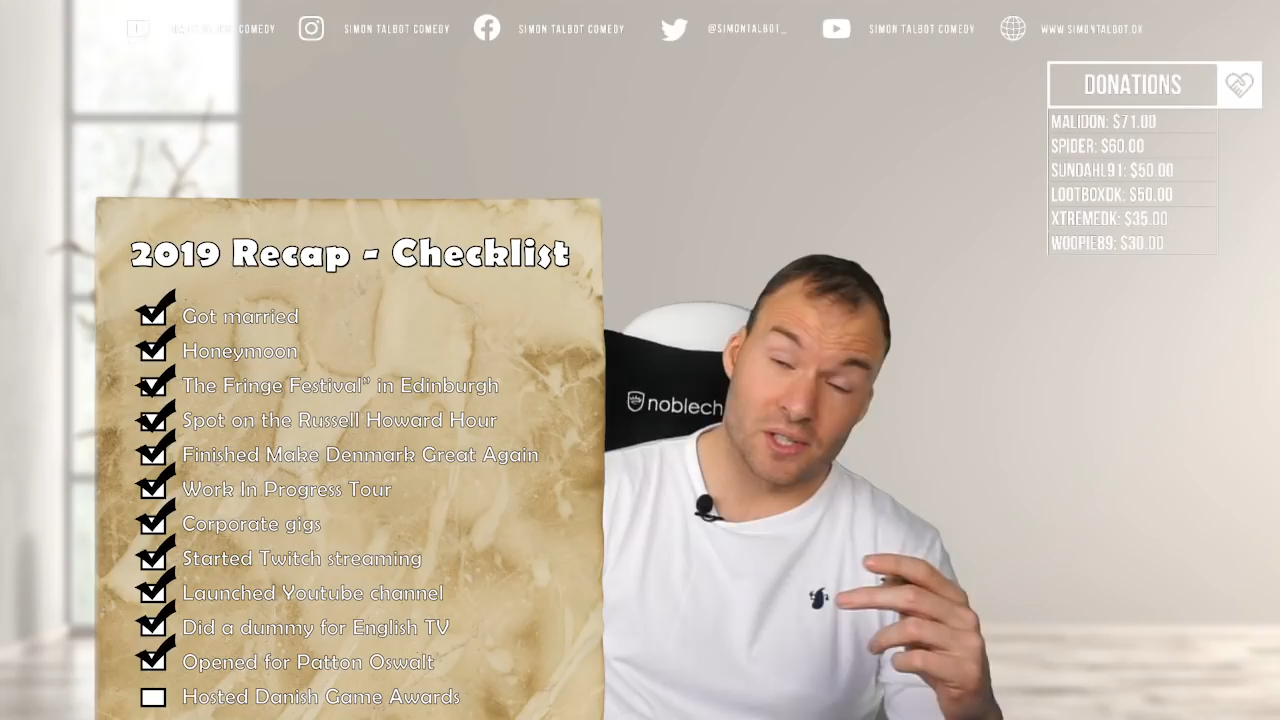 COMEDY
SIMON TALBOT COMEDY
SIMON TALBOT COMEDY
@SIMONTALBOT_
SIMON TALBOT COMEDY
WWW.SIMONTALBOT.DK
DONATIONS
MALIDON: $71.00
SPIDER: $60.00
SUNDAHL91: $50.00
LOOTBOXDK: $50.00
XTREMEDK: $35.00
WOOPIE89: $30.00
2019 Recap - Checklist
Got married
Honeymoon
The Fringe Festival" in Edinburgh
Spot on the Russell Howard Hour
Finished Make Denmark Great Again
Work In Progress Tour
Corporate gigs
Started Twitch streaming
Launched Youtube channel
Did a dummy for English TV
Opened for Patton Oswalt
Hosted Danish Game Awards
noblech